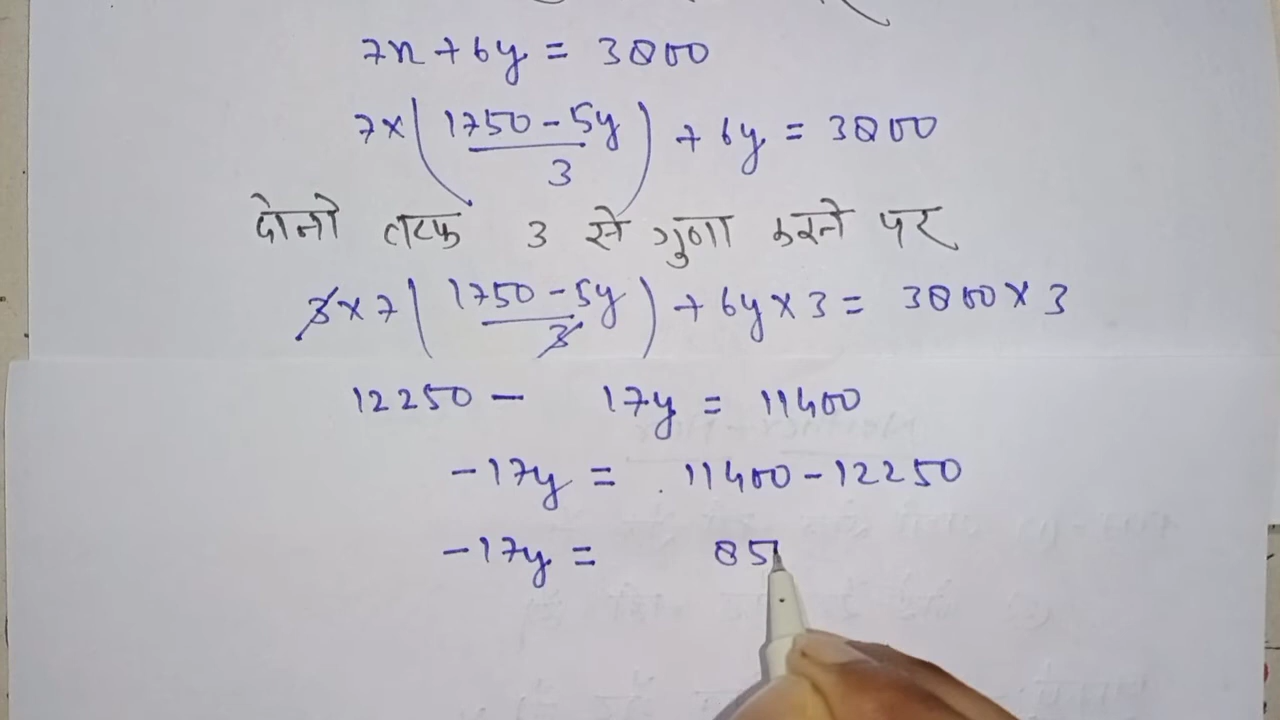 7x + 6y = 3800
7 × ( 1750 - 5y / 3 ) + 6y = 3800
दोनो तरफ 3 से गुणा करने पर
3 × 7 ( 1750 - 5y / 3 ) + 6y × 3 = 3800 × 3
12250 - 17y = 11400
-17y = 11400 - 12250
-17y = 85